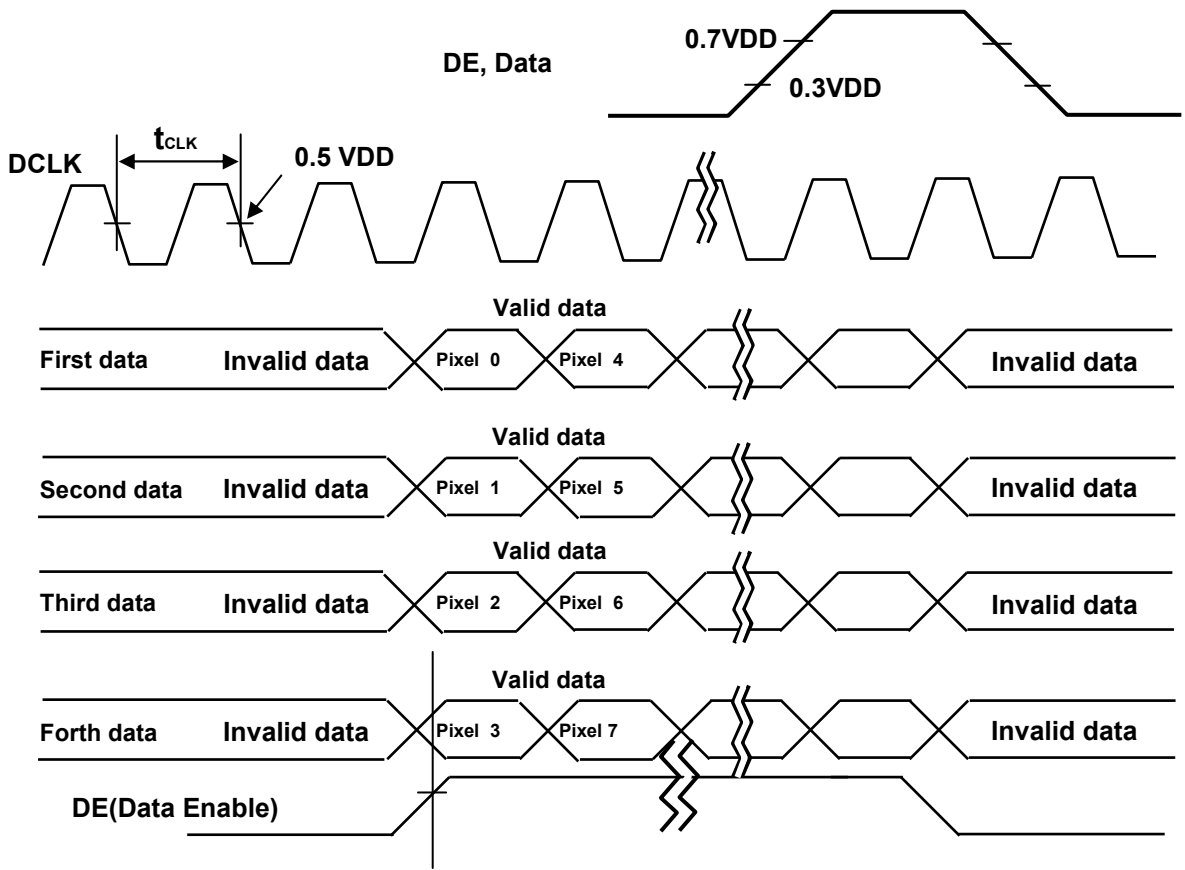 0.7VDD
DE, Data
0.3VDD
tCLK
0.5 VDD
DCLK
Valid data
First data Invalid data Pixel 0 Pixel 4 Invalid data
Valid data
Second data Invalid data Pixel 1 Pixel 5 Invalid data
Valid data
Third data Invalid data Pixel 2 Pixel 6 Invalid data
Valid data
Forth data Invalid data Pixel 3 Pixel 7 Invalid data
DE(Data Enable)